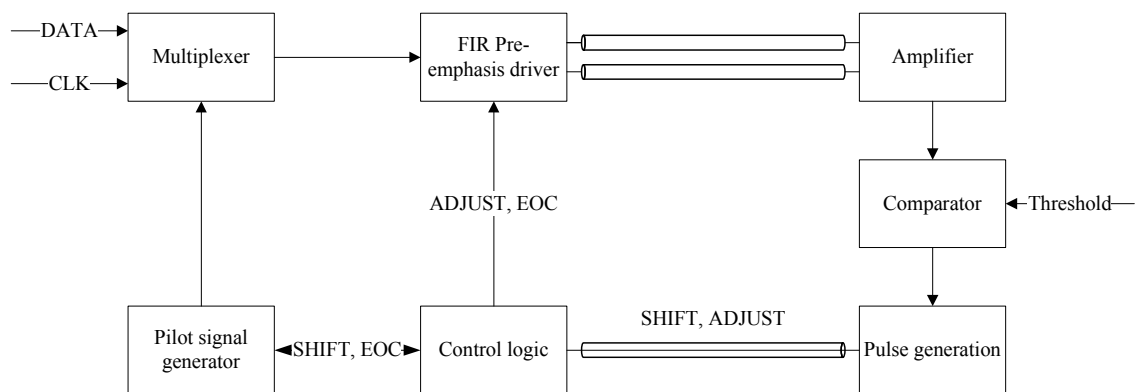 DATA
CLK
Multiplexer
FIR Pre-
emphasis driver
Amplifier
ADJUST, EOC
Comparator
Threshold
Pilot signal
generator
SHIFT, EOC
Control logic
SHIFT, ADJUST
Pulse generation